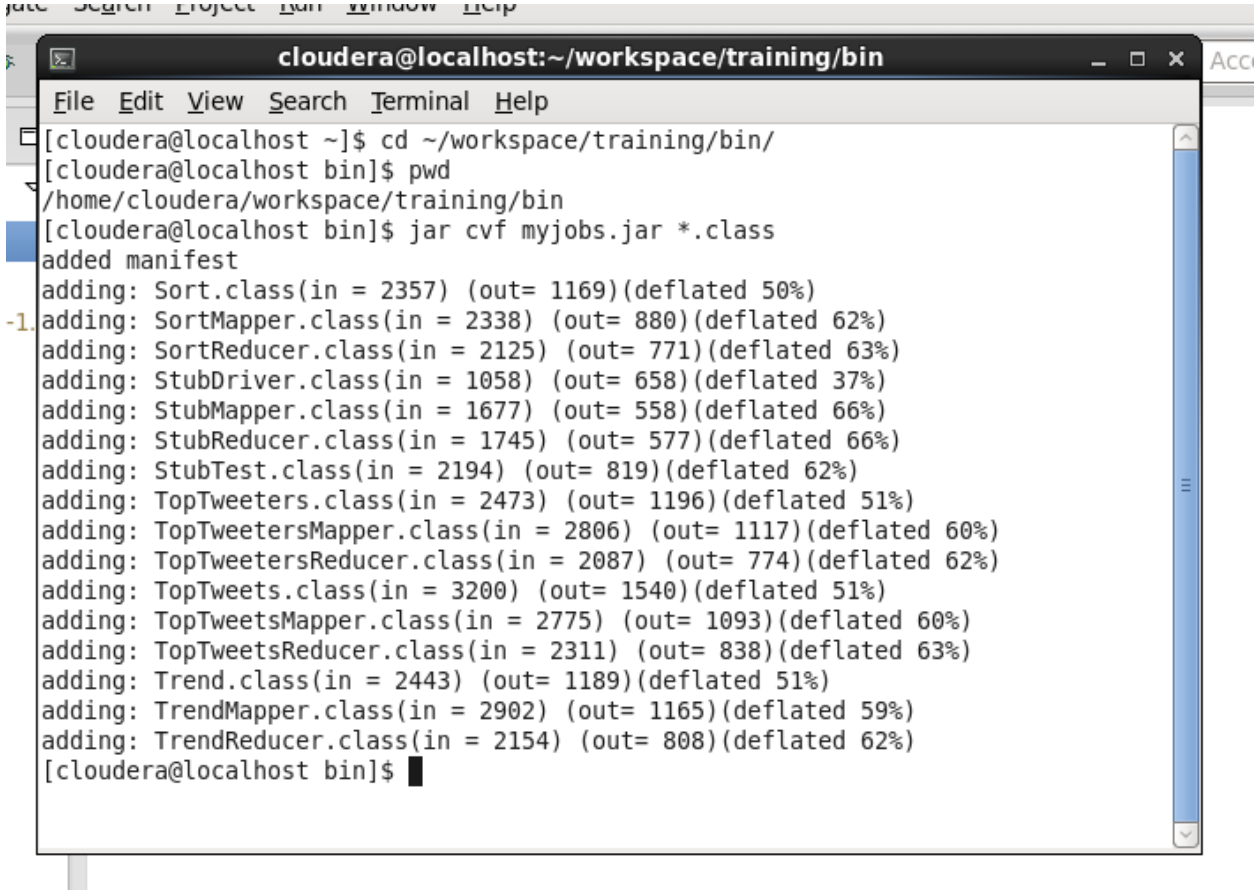 Search Project Run Window Help
cloudera@localhost:~/workspace/training/bin
File Edit View Search Terminal Help
[cloudera@localhost ~]$ cd ~/workspace/training/bin/
[cloudera@localhost bin]$ pwd
/home/cloudera/workspace/training/bin
[cloudera@localhost bin]$ jar cvf myjobs.jar *.class
added manifest
adding: Sort.class(in = 2357) (out= 1169)(deflated 50%)
adding: SortMapper.class(in = 2338) (out= 880)(deflated 62%)
adding: SortReducer.class(in = 2125) (out= 771)(deflated 63%)
adding: StubDriver.class(in = 1058) (out= 658)(deflated 37%)
adding: StubMapper.class(in = 1677) (out= 558)(deflated 66%)
adding: StubReducer.class(in = 1745) (out= 577)(deflated 66%)
adding: StubTest.class(in = 2194) (out= 819)(deflated 62%)
adding: TopTweeters.class(in = 2473) (out= 1196)(deflated 51%)
adding: TopTweetersMapper.class(in = 2806) (out= 1117)(deflated 60%)
adding: TopTweetersReducer.class(in = 2087) (out= 774)(deflated 62%)
adding: TopTweets.class(in = 3200) (out= 1540)(deflated 51%)
adding: TopTweetsMapper.class(in = 2775) (out= 1093)(deflated 60%)
adding: TopTweetsReducer.class(in = 2311) (out= 838)(deflated 63%)
adding: Trend.class(in = 2443) (out= 1189)(deflated 51%)
adding: TrendMapper.class(in = 2902) (out= 1165)(deflated 59%)
adding: TrendReducer.class(in = 2154) (out= 808)(deflated 62%)
[cloudera@localhost bin]$